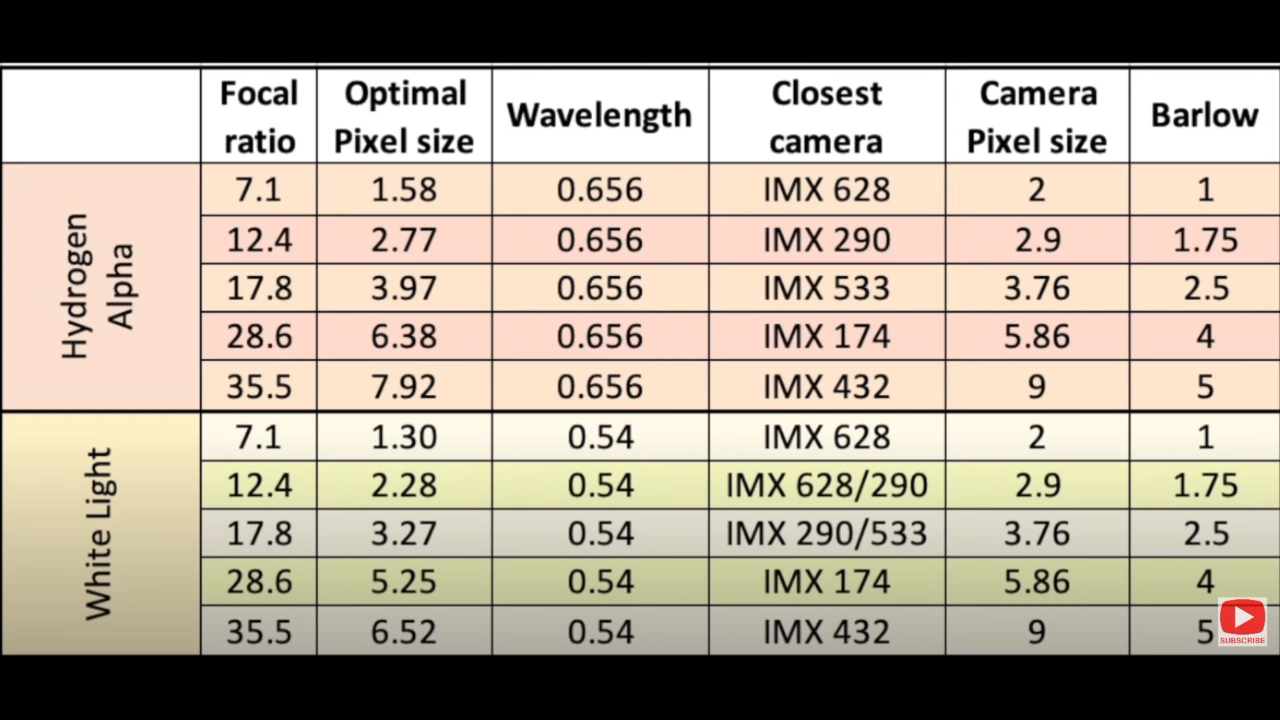 Focal ratio Optimal Pixel size Wavelength Closest camera Camera Pixel size Barlow
Hydrogen Alpha
7.1 1.58 0.656 IMX 628 2 1
12.4 2.77 0.656 IMX 290 2.9 1.75
17.8 3.97 0.656 IMX 533 3.76 2.5
28.6 6.38 0.656 IMX 174 5.86 4
35.5 7.92 0.656 IMX 432 9 5
White Light
7.1 1.30 0.54 IMX 628 2 1
12.4 2.28 0.54 IMX 628/290 2.9 1.75
17.8 3.27 0.54 IMX 290/533 3.76 2.5
28.6 5.25 0.54 IMX 174 5.86 4
35.5 6.52 0.54 IMX 432 9 5
SUBSCRIBE